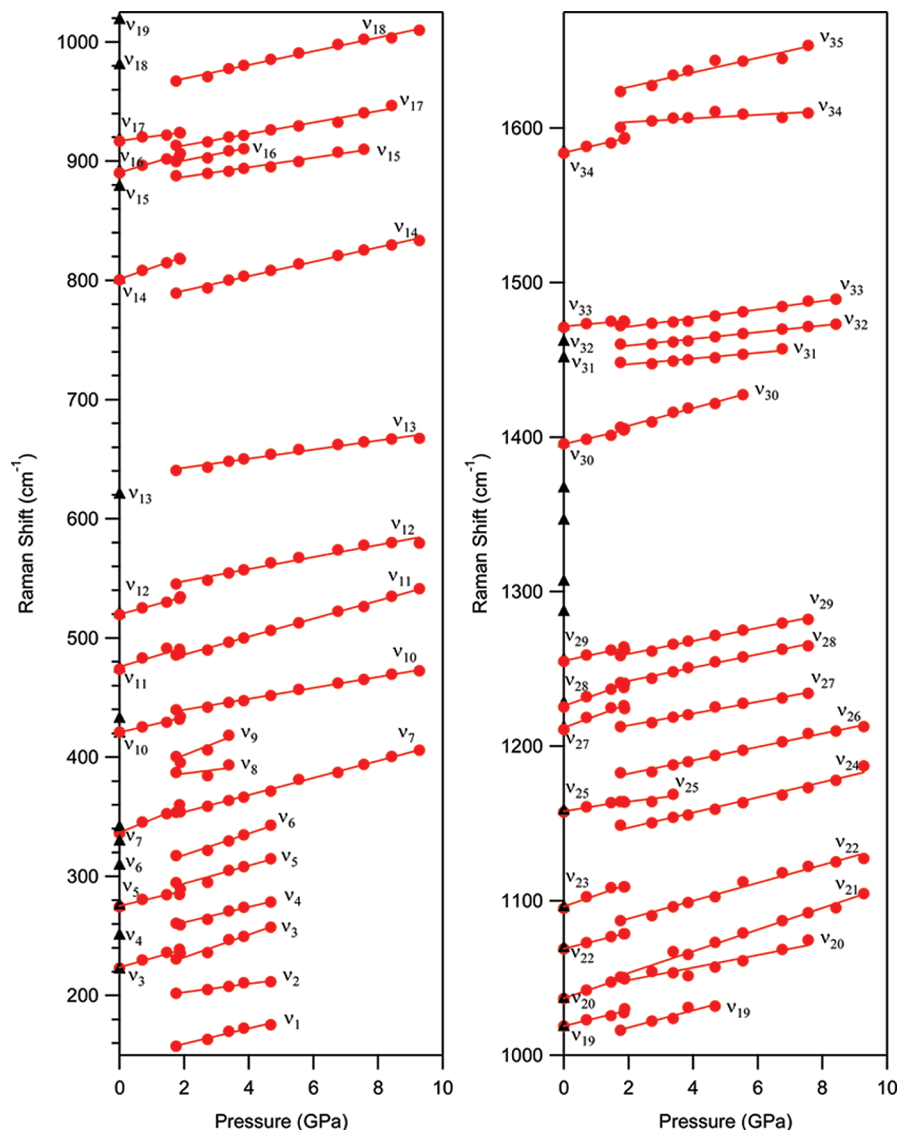 1000
900
800
700
600
500
400
300
200
0
2
4
6
8
10
Raman Shift (cm⁻¹)
Pressure (GPa)
ν19
ν18
ν18
ν17
ν17
ν16
ν16
ν15
ν15
ν14
ν14
ν13
ν13
ν12
ν12
ν11
ν11
ν10
ν10
ν9
ν8
ν7
ν7
ν6
ν6
ν5
ν5
ν4
ν4
ν3
ν3
ν2
ν1
1600
1500
1400
1300
1200
1100
1000
0
2
4
6
8
10
Raman Shift (cm⁻¹)
Pressure (GPa)
ν35
ν34
ν34
ν33
ν33
ν32
ν32
ν31
ν31
ν30
ν30
ν29
ν29
ν28
ν28
ν27
ν27
ν26
ν25
ν25
ν24
ν23
ν22
ν22
ν21
ν20
ν20
ν19
ν19